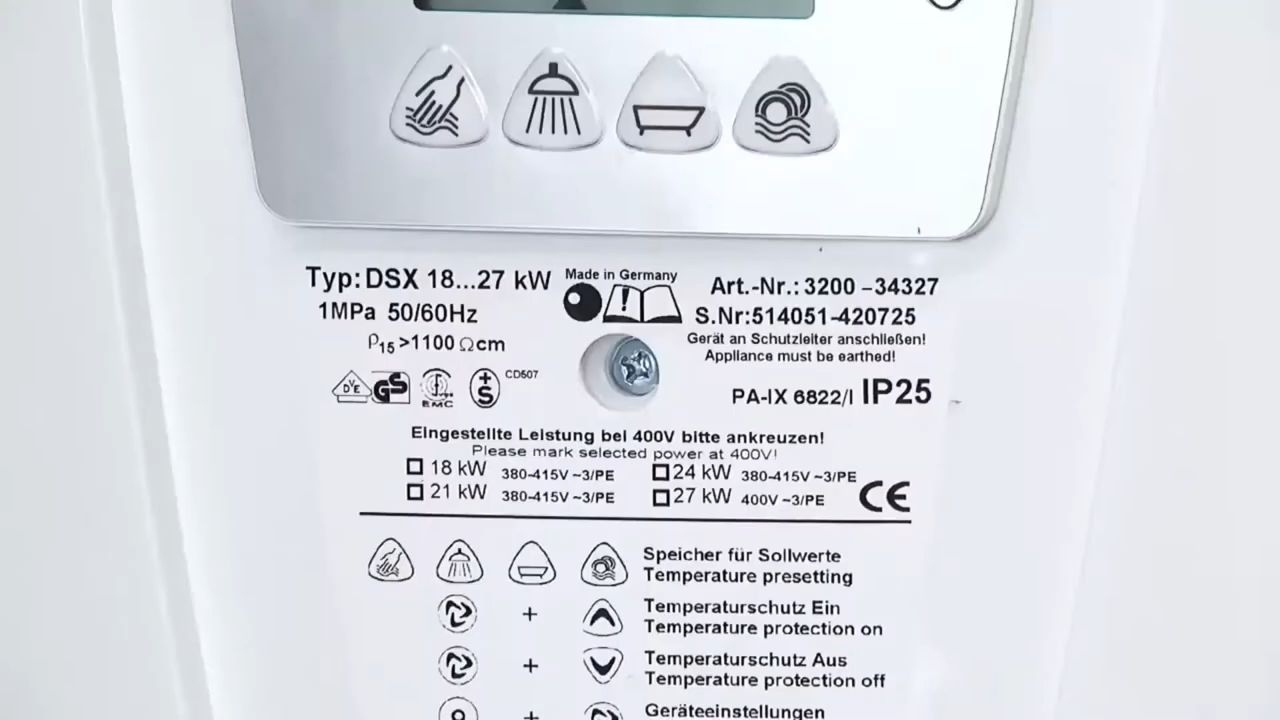 Typ: DSX 18...27 kW
Made in Germany
Art.-Nr.: 3200 –34327
1MPa 50/60Hz
S.Nr:514051-420725
ρ15 >1100 Ωcm
Gerät an Schutzleiter anschließen!
Appliance must be earthed!
DVE GS EMC +S CD507
PA-IX 6822/I IP25
Eingestellte Leistung bei 400V bitte ankreuzen!
Please mark selected power at 400V!
18 kW 380-415V ~3/PE 24 kW 380-415V ~3/PE
21 kW 380-415V ~3/PE 27 kW 400V ~3/PE CE
Speicher für Sollwerte
Temperature presetting
+ Temperaturschutz Ein
Temperature protection on
+ Temperaturschutz Aus
Temperature protection off
+ Geräteeinstellungen